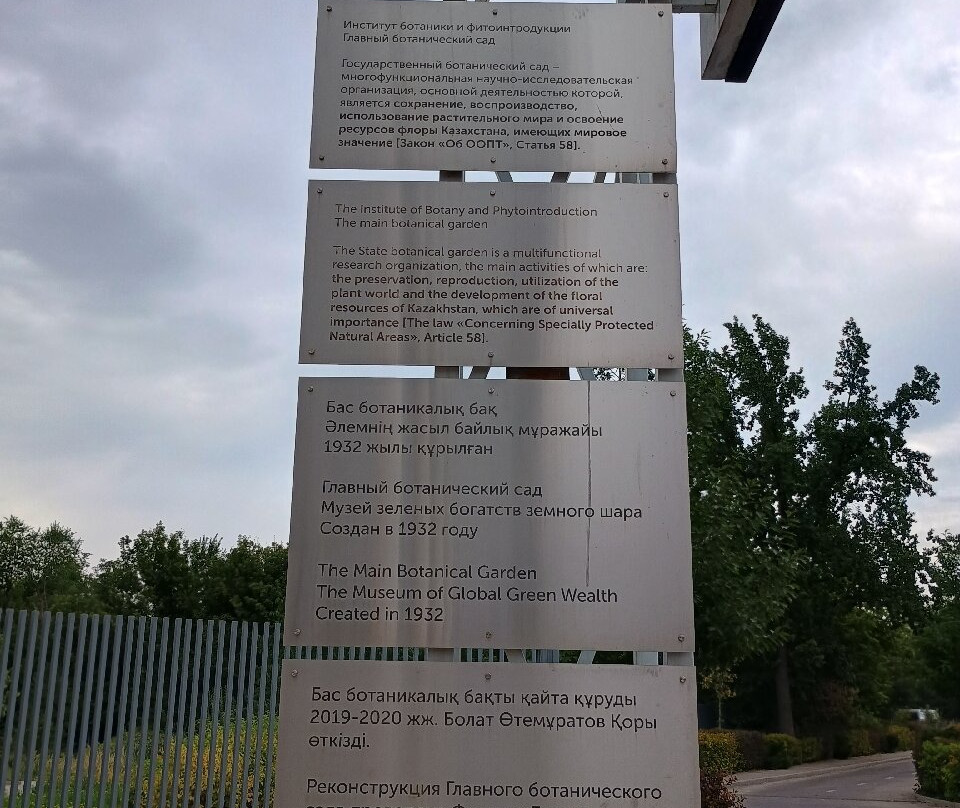 Институт ботаники и фитоинтродукции
Главный ботанический сад
Государственный ботанический сад –
многофункциональная научно-исследовательская
организация, основной деятельностью которой,
является сохранение, воспроизводство,
использование растительного мира и освоение
ресурсов флоры Казахстана, имеющих мировое
значение [Закон «Об ООПТ», Статья 58].
The Institute of Botany and Phytointroduction
The main botanical garden
The State botanical garden is a multifunctional
research organization, the main activities of which are:
the preservation, reproduction, utilization of the
plant world and the development of the floral
resources of Kazakhstan, which are of universal
importance [The law «Concerning Specially Protected
Natural Areas», Article 58].
Бас ботаникалық бақ
Әлемнің жасыл байлық мұражайы
1932 жылы құрылған
Главный ботанический сад
Музей зеленых богатств земного шара
Создан в 1932 году
The Main Botanical Garden
The Museum of Global Green Wealth
Created in 1932
Бас ботаникалық бақты қайта құруды
2019-2020 жж. Болат Өтемұратов Қоры
өткізді.
Реконструкция Главного ботанического